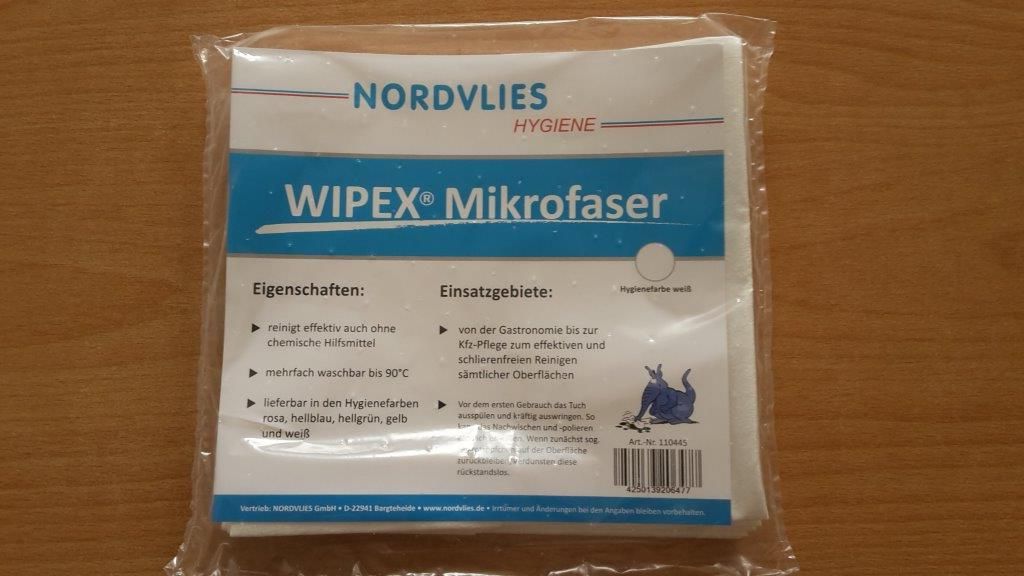 NORDVLIES
HYGIENE
WIPEX® Mikrofaser
Hygienefarbe weiß
Eigenschaften:
reinigt effektiv auch ohne
chemische Hilfsmittel
mehrfach waschbar bis 90°C
lieferbar in den Hygienefarben
rosa, hellblau, hellgrün, gelb
und weiß
Einsatzgebiete:
von der Gastronomie bis zur
Kfz-Pflege zum effektiven und
schlierenfreien Reinigen
sämtlicher Oberflächen
Vor dem ersten Gebrauch das Tuch
ausspülen und kräftig auswringen. So
das Nachwischen und -polieren
Wenn zunächst sog.
auf der Oberfläche
zurückbleiben, verdunsten diese
rückstandslos.
Art.-Nr. 110445
4250139206477
Vertrieb: NORDVLIES GmbH • D-22941 Bargteheide • www.nordvlies.de • Irrtümer und Änderungen bei den Angaben bleiben vorbehalten.